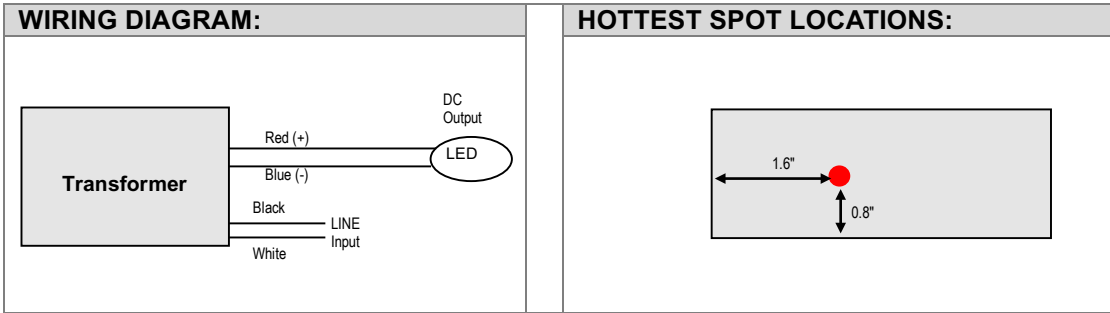 WIRING DIAGRAM:
DC
Output
Red (+)
LED
Transformer
Blue (-)
Black
LINE
Input
White
HOTTEST SPOT LOCATIONS:
1.6"
0.8"